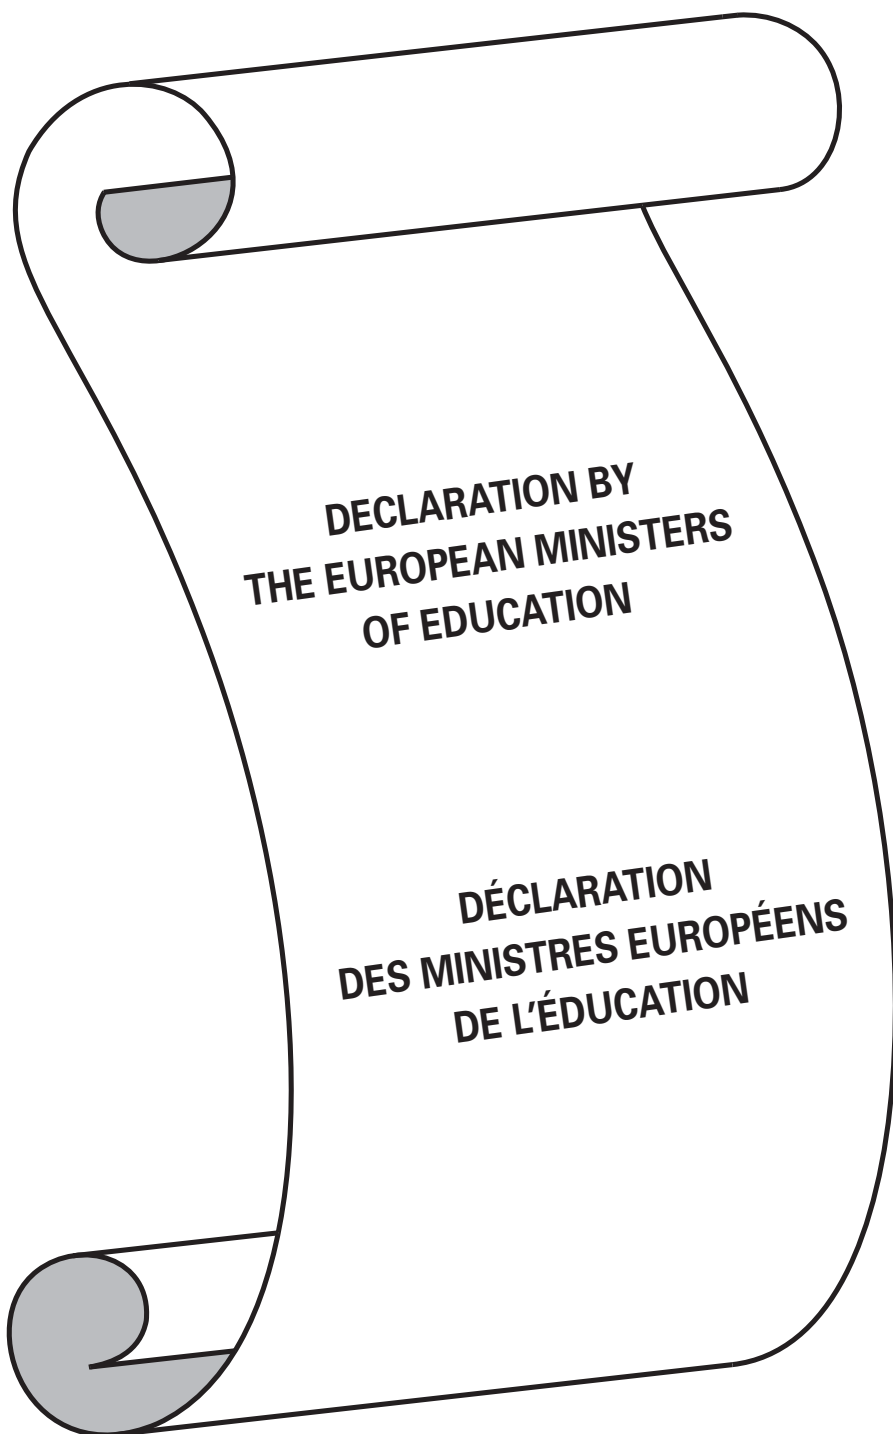 DECLARATION BY
THE EUROPEAN MINISTERS
OF EDUCATION
DÉCLARATION
DES MINISTRES EUROPÉENS
DE L'ÉDUCATION